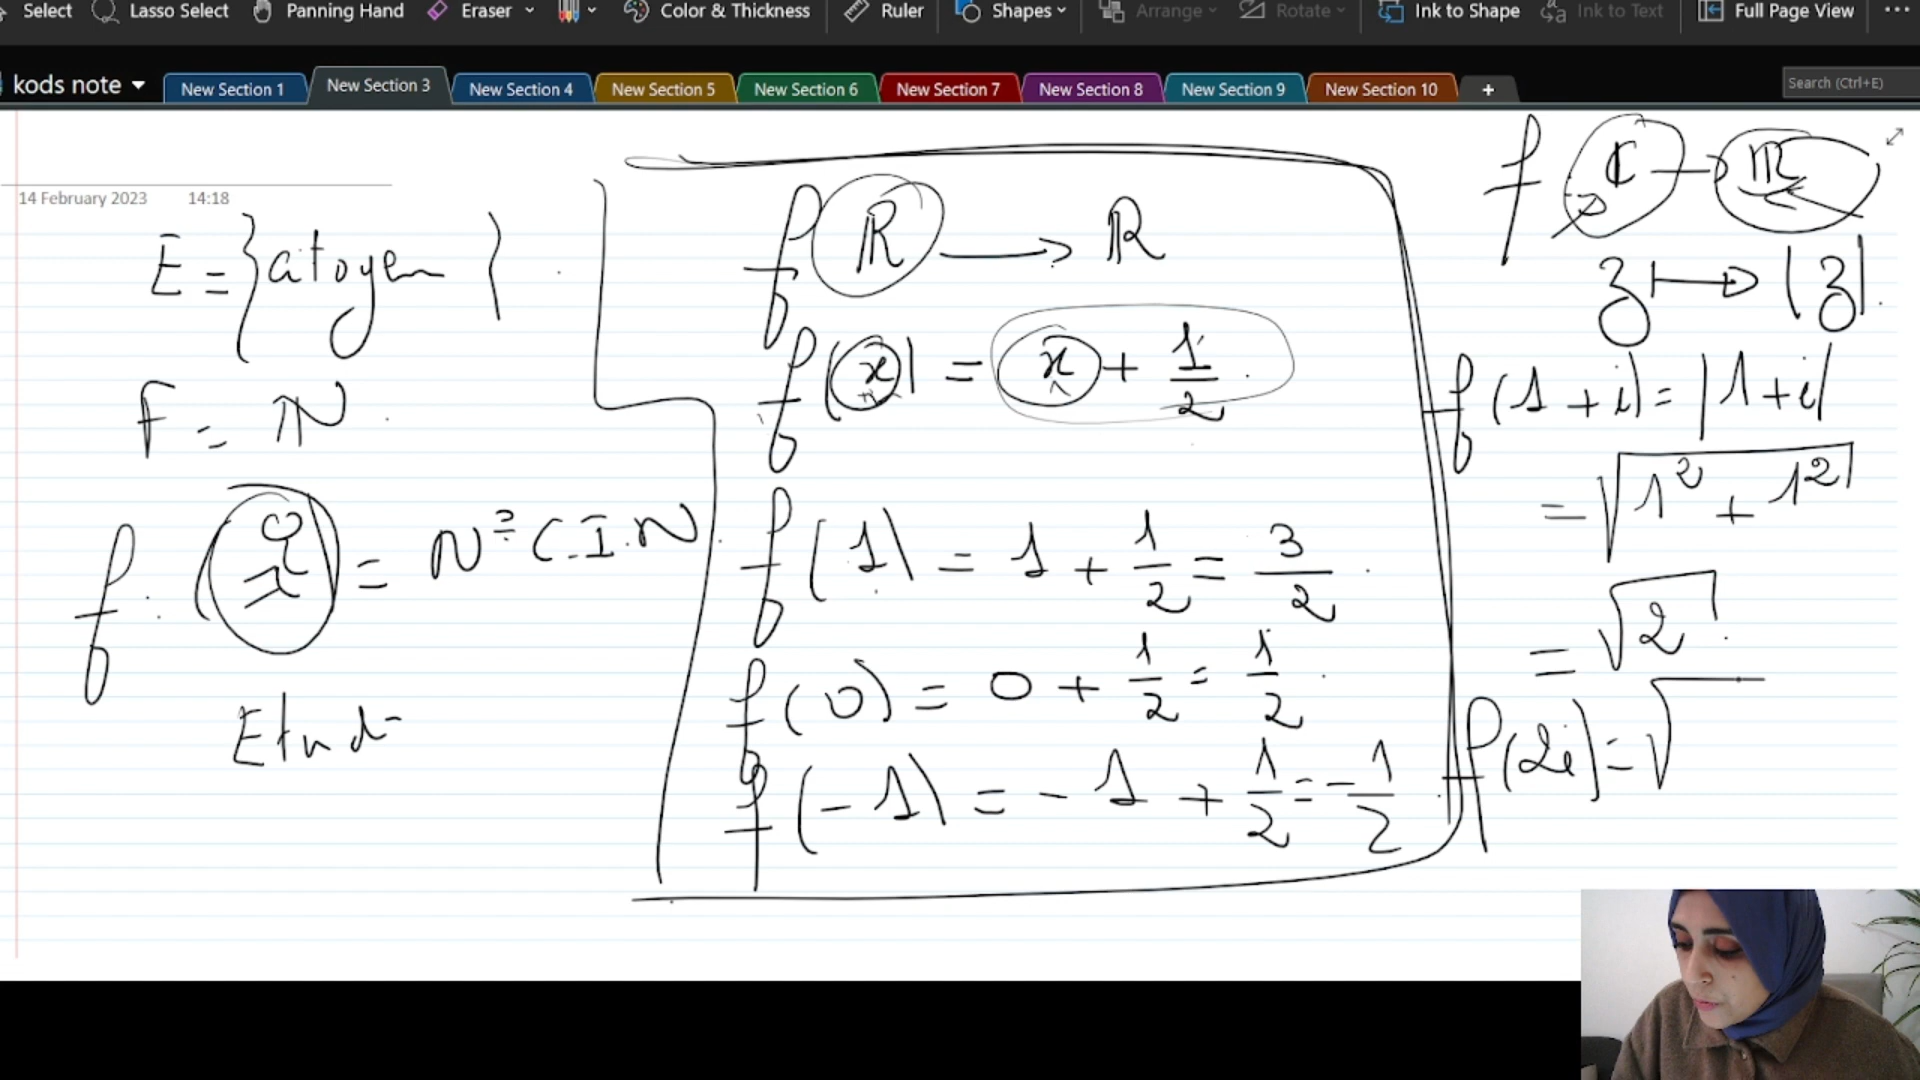 Select Lasso Select Panning Hand Eraser Color & Thickness Ruler Shapes Arrange Rotate Ink to Shape Ink to Text Full Page View
kods note New Section 1 New Section 3 New Section 4 New Section 5 New Section 6 New Section 7 New Section 8 New Section 9 New Section 10 + Search (Ctrl+E)
14 February 2023 14:18
E = {citoyen }
F = ℕ
f : ( ) = N° C.I.N
Etud
f ℝ → ℝ
f(x) = x + 1/2
f(1) = 1 + 1/2 = 3/2
f(0) = 0 + 1/2 = 1/2
f(-1) = -1 + 1/2 = -1/2
f ℂ → ℝ
z ↦ |z|
f(1+i) = |1+i|
= √(1² + 1²)
= √2
f(2i) = √